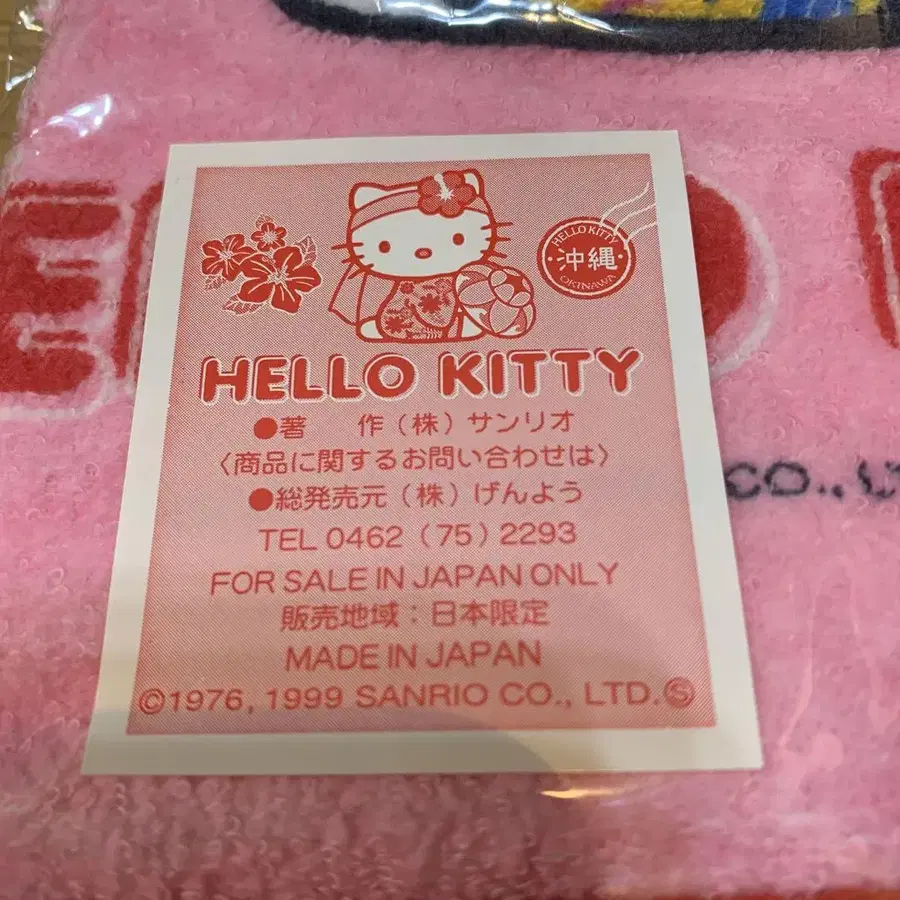 HELLO KITTY
沖縄
OKINAWA
HELLO KITTY
●著　作(株)サンリオ
〈商品に関するお問い合わせは〉
●総発売元(株)げんよう
TEL 0462 (75) 2293
FOR SALE IN JAPAN ONLY
販売地域：日本限定
MADE IN JAPAN
©1976, 1999 SANRIO CO., LTD.Ⓢ
CO.,